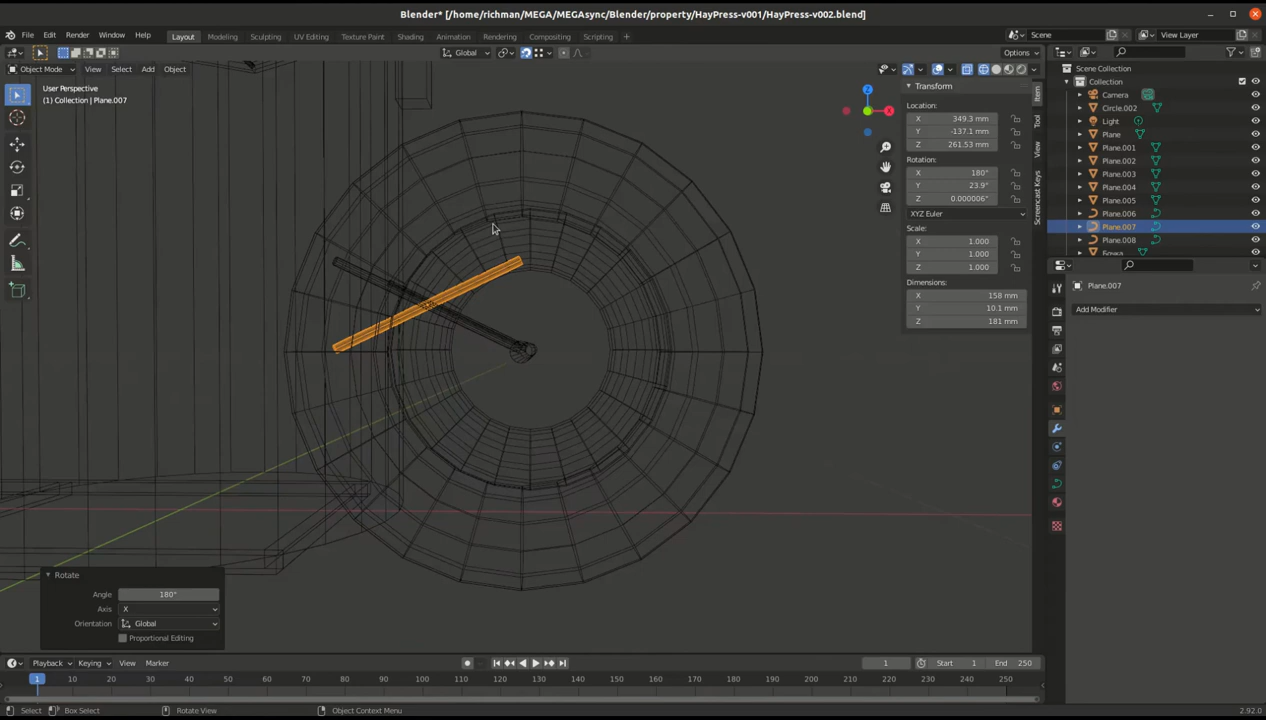 Blender* [/home/richman/MEGA/MEGAsync/Blender/property/HayPress-v001/HayPress-v002.blend]
File Edit Render Window Help Layout Modeling Sculpting UV Editing Texture Paint Shading Animation Rendering Compositing Scripting + Scene View Layer
Global Options
Object Mode View Select Add Object
User Perspective
(1) Collection | Plane.007
Z
X
Transform
Location:
X 349.3 mm
Y -137.1 mm
Z 261.53 mm
Rotation:
X 180°
Y 23.9°
Z 0.000006°
XYZ Euler
Scale:
X 1.000
Y 1.000
Z 1.000
Dimensions:
X 158 mm
Y 10.1 mm
Z 181 mm
Item
Tool
View
Screencast Keys
Scene Collection
Collection
Camera
Circle.002
Light
Plane
Plane.001
Plane.002
Plane.003
Plane.004
Plane.005
Plane.006
Plane.007
Plane.008
Plane.007
Add Modifier
Rotate
Angle 180°
Axis X
Orientation Global
Proportional Editing
Playback Keying View Marker 1 Start 1 End 250
1 10 20 30 40 50 60 70 80 90 100 110 120 130 140 150 160 170 180 190 200 210 220 230 240 250
Select Box Select Rotate View Object Context Menu 2.92.0